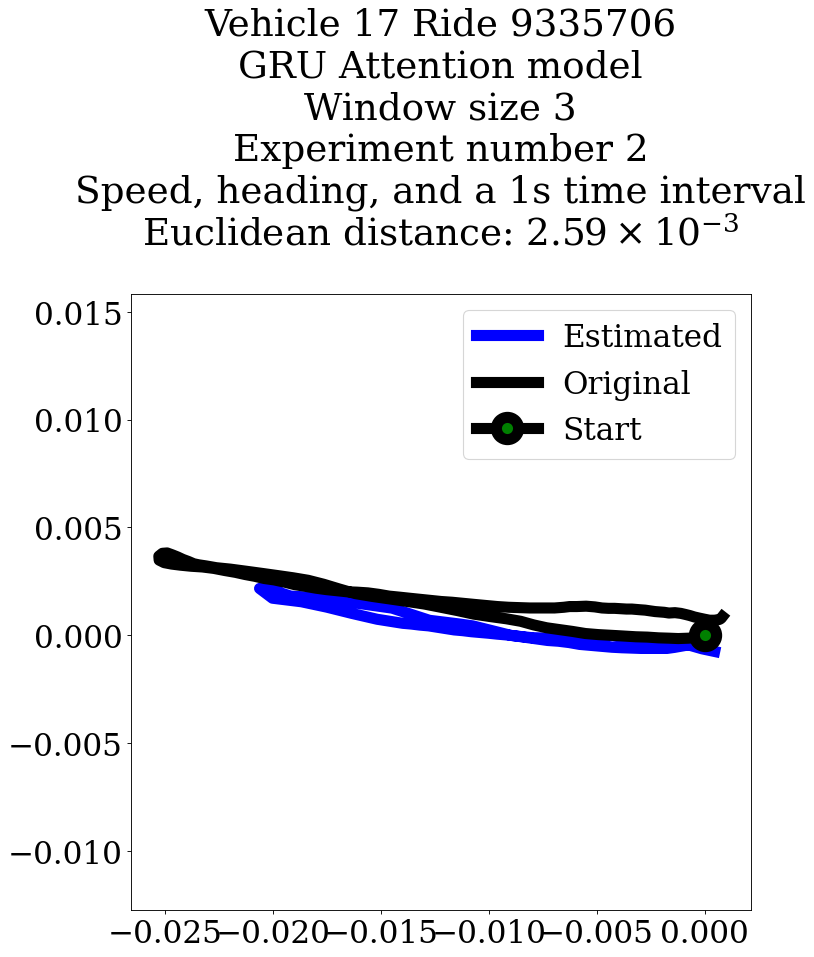 Vehicle 17 Ride 9335706
GRU Attention model
Window size 3
Experiment number 2
Speed, heading, and a 1s time interval
Euclidean distance: 2.59 × 10⁻³
Estimated
Original
Start
0.015
0.010
0.005
0.000
−0.005
−0.010
−0.025 −0.020 −0.015 −0.010 −0.005 0.000